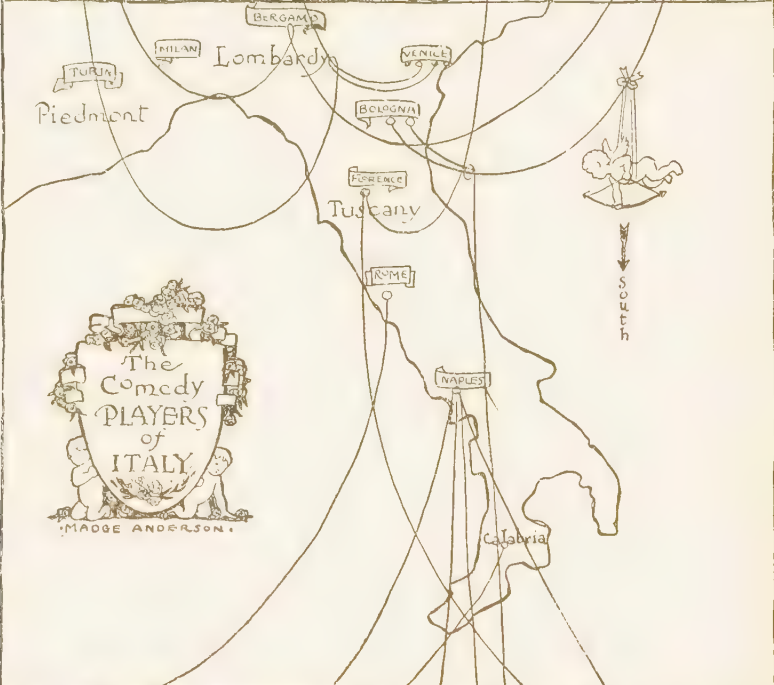 BERGAMO
MILAN
Lombardy
VENICE
TURIN
Piedmont
BOLOGNA
FLORENCE
Tuscany
ROME
South
The
Comedy
PLAYERS
of
ITALY
·MADGE ANDERSON·
NAPLES
Calabria